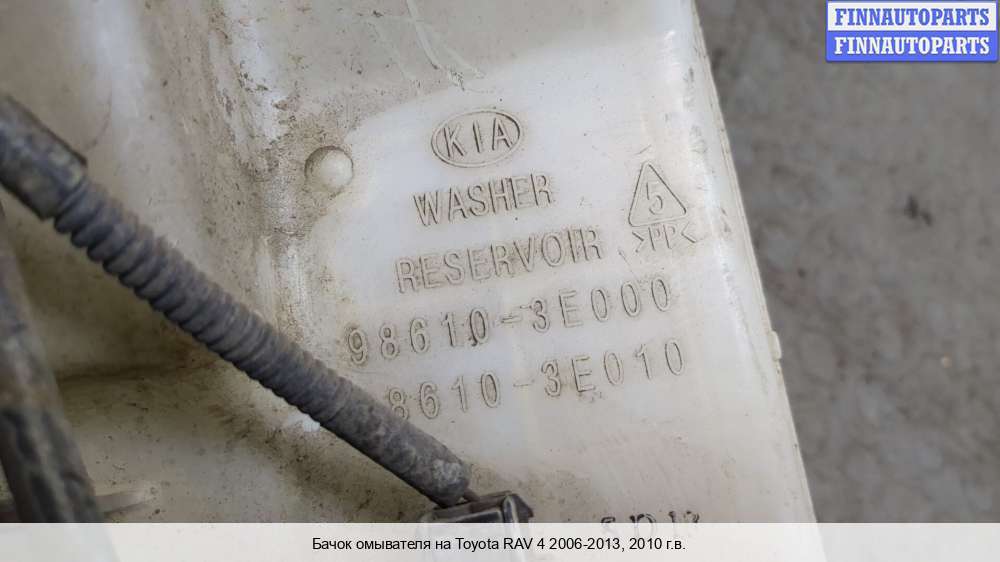 FINNAUTOPARTS
FINNAUTOPARTS
KIA
WASHER
RESERVOIR
5
>PP<
98610-3E000
8610-3E010
Бачок омывателя на Toyota RAV 4 2006-2013, 2010 г.в.